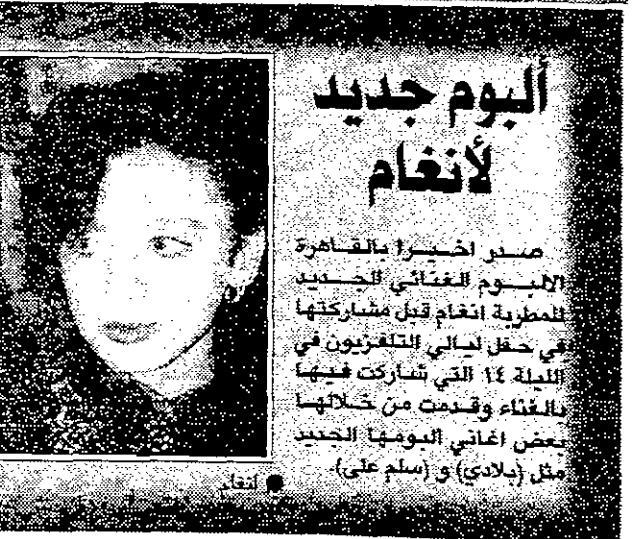 ألبوم جديد
لأنغام
صدر اخيرا بالقاهرة
الالبوم الغنائي الجديد
للمطربة انغام قبل مشاركتها
في حفل ليالي التلفزيون في
الليلة ١٤ التي شاركت فيها
بالغناء وقدمت من خلالها
بعض اغاني البومها الجديد
مثل (بلادي) و (سلم على).
● انغام